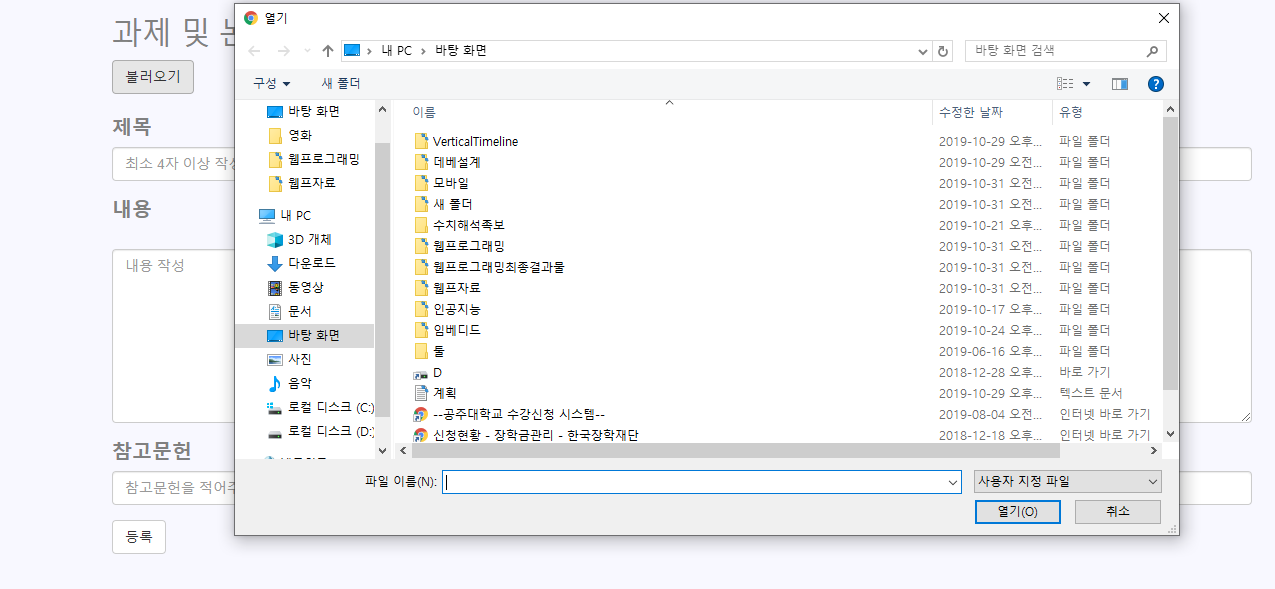 과제 및
불러오기
제목
최소 4자 이상 작성
내용
내용 작성
참고문헌
참고문헌을 적어주
등록
열기
내 PC › 바탕 화면
바탕 화면 검색
구성
새 폴더
바탕 화면
영화
웹프로그래밍
웹프자료
내 PC
3D 개체
다운로드
동영상
문서
바탕 화면
사진
음악
로컬 디스크 (C:)
로컬 디스크 (D:)
이름 수정한 날짜 유형
VerticalTimeline 2019-10-29 오후... 파일 폴더
데베설계 2019-10-29 오후... 파일 폴더
모바일 2019-10-31 오전... 파일 폴더
새 폴더 2019-10-31 오전... 파일 폴더
수치해석족보 2019-10-21 오후... 파일 폴더
웹프로그래밍 2019-10-31 오전... 파일 폴더
웹프로그래밍최종결과물 2019-10-31 오전... 파일 폴더
웹프자료 2019-10-31 오전... 파일 폴더
인공지능 2019-10-17 오후... 파일 폴더
임베디드 2019-10-24 오후... 파일 폴더
툴 2019-06-16 오후... 파일 폴더
D 2018-12-28 오후... 바로 가기
계획 2019-10-29 오후... 텍스트 문서
--공주대학교 수강신청 시스템-- 2019-08-04 오전... 인터넷 바로 가기
신청현황 - 장학금관리 - 한국장학재단 2018-12-18 오후... 인터넷 바로 가기
파일 이름(N):
사용자 지정 파일
열기(O)
취소